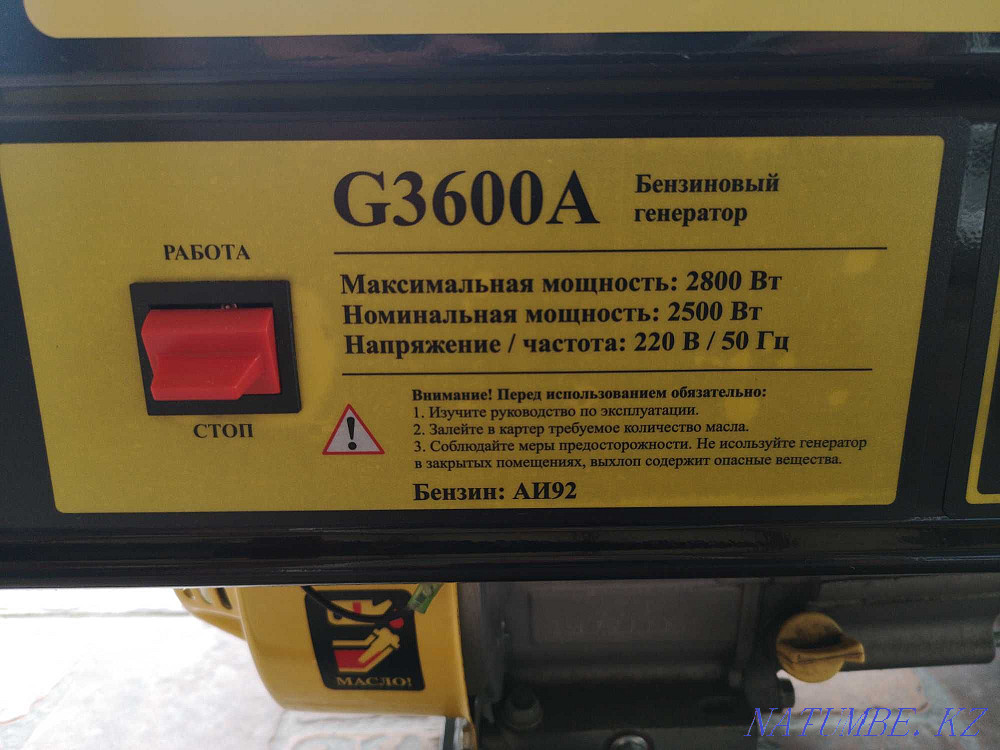 G3600A
Бензиновый
генератор
РАБОТА
Максимальная мощность: 2800 Вт
Номинальная мощность: 2500 Вт
Напряжение / частота: 220 В / 50 Гц
СТОП
Внимание! Перед использованием обязательно:
1. Изучите руководство по эксплуатации.
2. Залейте в картер требуемое количество масла.
3. Соблюдайте меры предосторожности. Не исользуйте генератор
в закрытых помещениях, выхлоп содержит опасные вещества.
Бензин: АИ92
МАСЛО!
NATUMBE.KZ